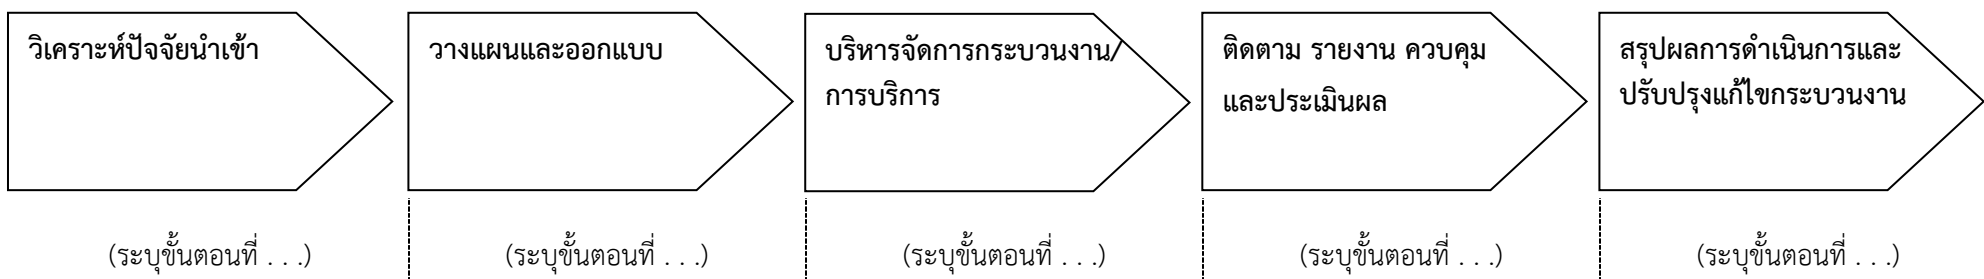 วิเคราะห์ปัจจัยนำเข้า
วางแผนและออกแบบ
บริหารจัดการกระบวนงาน/
การบริการ
ติดตาม รายงาน ควบคุม
และประเมินผล
สรุปผลการดำเนินการและ
ปรับปรุงแก้ไขกระบวนงาน
(ระบุขั้นตอนที่ . . .)
(ระบุขั้นตอนที่ . . .)
(ระบุขั้นตอนที่ . . .)
(ระบุขั้นตอนที่ . . .)
(ระบุขั้นตอนที่ . . .)